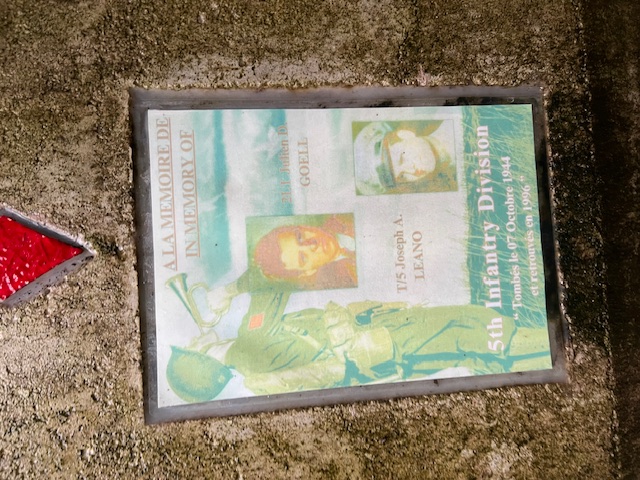 A LA MEMOIRE DE:
IN MEMORY OF
Julien
GOELL
T/5 Joseph A.
LEANO
5th Infantry Division
" Tombés le 07 Octobre 1944
et retrouvés en 1996 "